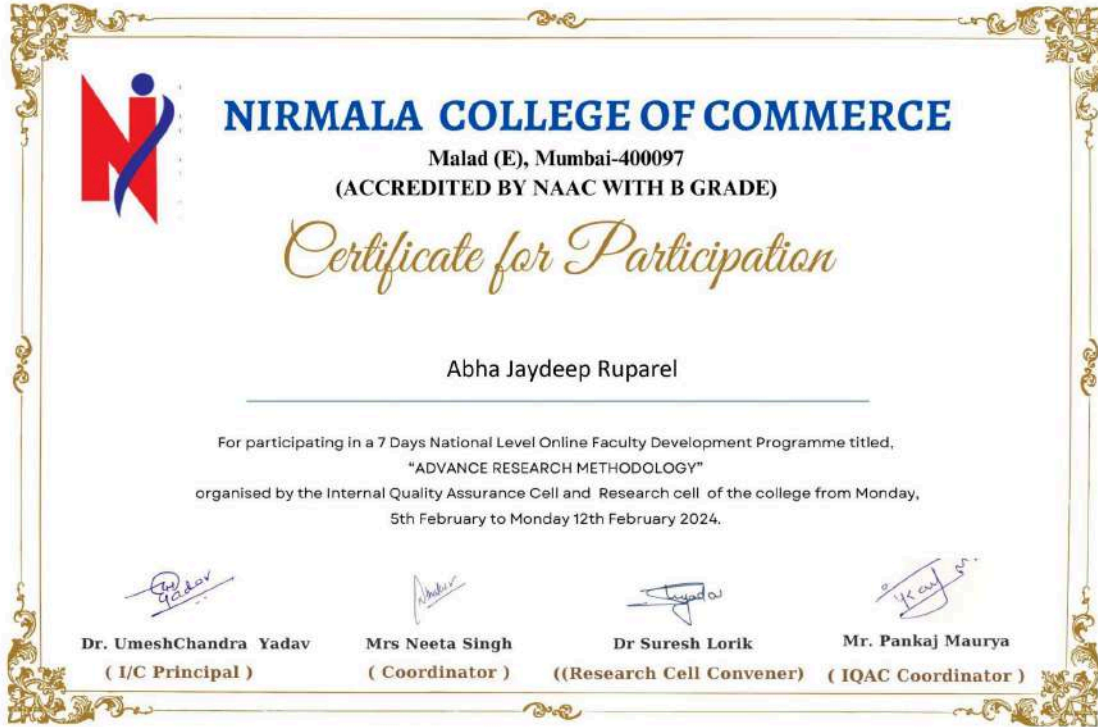 NIRMALA COLLEGE OF COMMERCE
Malad (E), Mumbai-400097
(ACCREDITED BY NAAC WITH B GRADE)
Certificate for Participation
Abha Jaydeep Ruparel
For participating in a 7 Days National Level Online Faculty Development Programme titled,
“ADVANCE RESEARCH METHODOLOGY”
organised by the Internal Quality Assurance Cell and Research cell of the college from Monday,
5th February to Monday 12th February 2024.
Dr. UmeshChandra Yadav
( I/C Principal )
Mrs Neeta Singh
( Coordinator )
Dr Suresh Lorik
((Research Cell Convener)
Mr. Pankaj Maurya
( IQAC Coordinator )